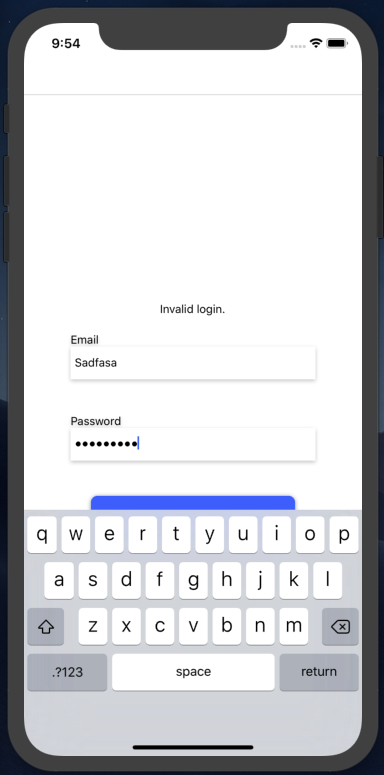 9:54
Invalid login.
Email
Sadfasa
Password
•••••••••
q w e r t y u i o p
a s d f g h j k l
z x c v b n m
.?123 space return